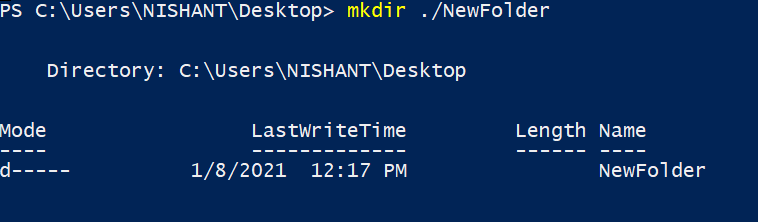 PS C:\Users\NISHANT\Desktop> mkdir ./NewFolder
Directory: C:\Users\NISHANT\Desktop
Mode LastWriteTime Length Name
---- ------------- ------ ----
d----- 1/8/2021 12:17 PM NewFolder